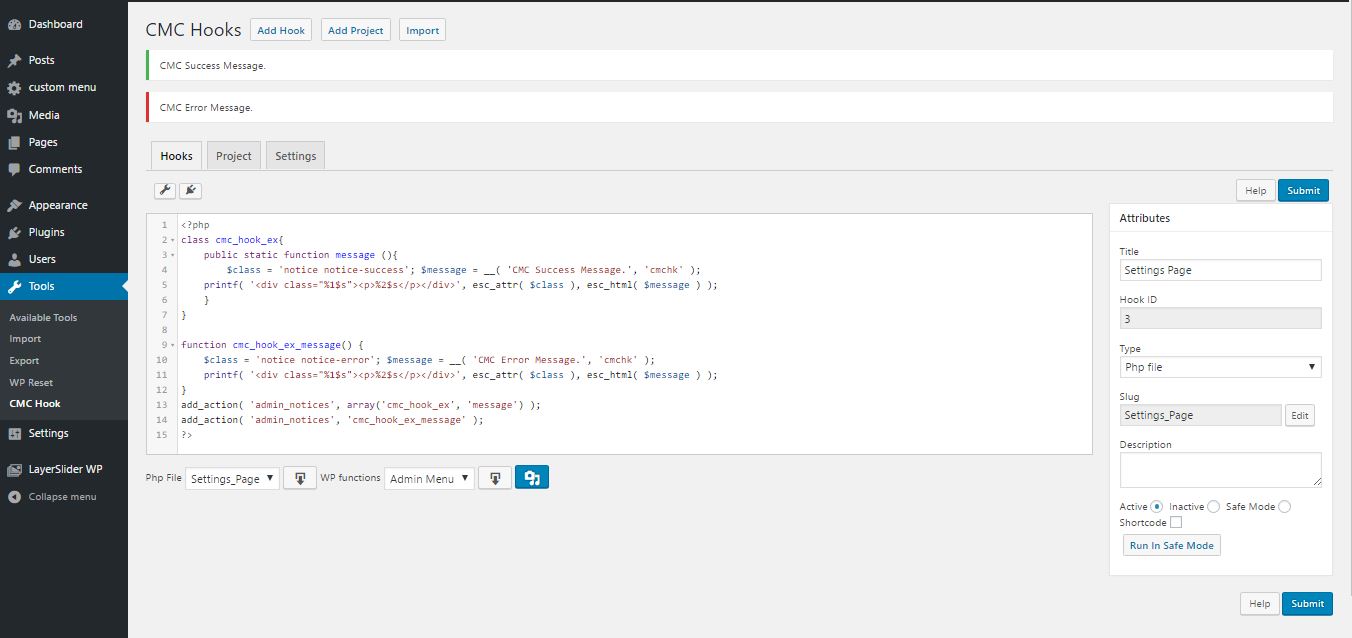 Dashboard
Posts
custom menu
Media
Pages
Comments
Appearance
Plugins
Users
Tools
Available Tools
Import
Export
WP Reset
CMC Hook
Settings
LayerSlider WP
Collapse menu
CMC Hooks Add Hook Add Project Import
CMC Success Message.
CMC Error Message.
Hooks Project Settings
Help Submit
1 <?php
2 class cmc_hook_ex{
3 public static function message (){
4 $class = 'notice notice-success'; $message = __( 'CMC Success Message.', 'cmchk' );
5 printf( '<div class="%1$s"><p>%2$s</p></div>', esc_attr( $class ), esc_html( $message ) );
6 }
7 }
8
9 function cmc_hook_ex_message() {
10 $class = 'notice notice-error'; $message = __( 'CMC Error Message.', 'cmchk' );
11 printf( '<div class="%1$s"><p>%2$s</p></div>', esc_attr( $class ), esc_html( $message ) );
12 }
13 add_action( 'admin_notices', array('cmc_hook_ex', 'message') );
14 add_action( 'admin_notices', 'cmc_hook_ex_message' );
15 ?>
Php File Settings_Page WP functions Admin Menu
Attributes
Title
Settings Page
Hook ID
3
Type
Php file
Slug
Settings_Page Edit
Description
Active Inactive Safe Mode
Shortcode
Run In Safe Mode
Help Submit